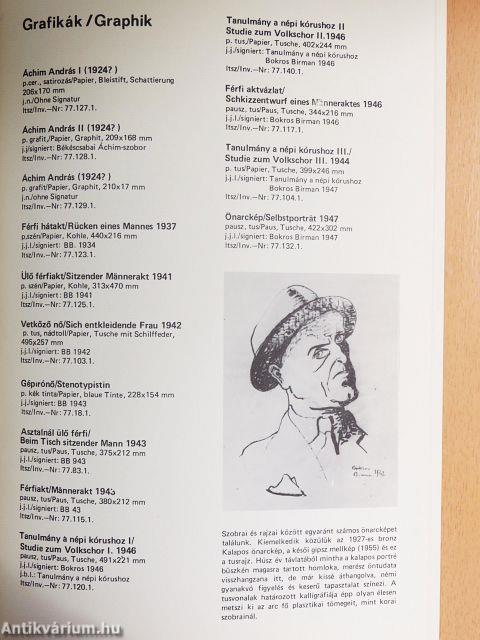 Grafikák/Graphik
Áchim András I (1924? )
p.cer., satirozás/Papier, Bleistift, Schattierung
206x170 mm
j.n./Ohne Signatur
ltsz/Inv.–Nr: 77.127.1.
Áchim András II (1924? )
p. grafit./Papier, Graphit, 209x168 mm
j.j/signiert: Békéscsabai Áchim-szobor
ltsz/Inv.–Nr: 77.128.1.
Áchim András (1924? )
p. grafit/Papier, Graphit, 210x17 mm
j.n/ohne Signatur
ltsz/Inv.–Nr: 77.129.1.
Férfi hátakt/Rücken eines Mannes 1937
p.szén/Papier, Kohle, 440x216 mm
j.j.l./signiert: BB. 1934
ltsz/Inv.–Nr: 77.123.1.
Ülő férfiakt/Sitzender Männerakt 1941
p. szén/Papier, Kohle, 313x470 mm
j.j.l./signiert: BB 1941
ltsz/Inv.–Nr: 77.125.1.
Vetkőző nő/Sich entkleidende Frau 1942
p. tus, nádtoll/Papier, Tusche mit Schilffeder,
495x257 mm
j.j.l/signiert: BB 1942
ltsz/Inv.–Nr: 77.103.1.
Gépírónő/Stenotypistin
p. kék tinta/Papier, blaue Tinte, 228x154 mm
j.j.l/signiert: BB 1943
ltsz/Inv.–Nr: 77.18.1.
Asztalnál ülő férfi/
Beim Tisch sitzender Mann 1943
pausz, tus/Paus, Tusche, 375x212 mm
j.j.l/signiert: BB 943
ltsz/Inv.–Nr: 77.83.1.
Férfiakt/Männerakt 1943
pausz, tus/Paus, Tusche, 380x212 mm
j.j.l/signiert: BB 43
ltsz/Inv.–Nr: 77.115.1.
Tanulmány a népi kórushoz I/
Studie zum Volkschor I. 1946
pausz, tus/Paus, Tusche, 491x221 mm
j.j.l/signiert: Bokros 1946
j.b.l.: Tanulmány a népi kórushoz
ltsz/Inv.–Nr: 77.120.1.
Tanulmány a népi kórushoz II
Studie zum Volkschor II.1946
p. tus,/Papier, Tusche, 402x244 mm
j.j./signiert: Tanulmány a népi kórushoz
Bokros Birman 1946
ltsz/Inv.–Nr: 77.140.1.
Férfi aktvázlat/
Schkizzentwurf eines Männeraktes 1946
pausz, tus/Paus, Tusche, 344x216 mm
j.j.l/signiert: Bokros Birman 1946
ltsz/Inv.–Nr: 77.117.1.
Tanulmány a népi kórushoz III./
Studie zum Volkschor III. 1944
p. tus/Papier, Tusche, 399x246 mm
j.j.l/signiert: Tanulmány a népi kórushoz
Bokros Birman 1947
ltsz/Inv.–Nr: 77.104.1.
Önarckép/Selbstporträt 1947
pausz, tus/Paus, Tusche, 422x302 mm
j.j.l./signiert: Bokros Birman 1947
ltsz/Inv.–Nr: 77.132.1.
Bokros
Szobrai és rajzai között egyaránt számos önarcképet
találunk. Kiemelkedik közülük az 1927-es bronz
Kalapos önarckép, a késői gipsz mellkép (1955) és ez
a tusrajz. Húsz év távlatából mintha a kalapos portré
büszkén magasra tartott homloka, merész öntudata
visszhangzana itt, de már kissé áthangolva, némi
gyanakvó figyelés és keserű tapasztalat színezi. A
tusvonalak határozott kalligráfiája épp olyan élesen
metszi ki az arc fő plasztikus tömegeit, mint korai
szobrainál.
Antikvárium.hu